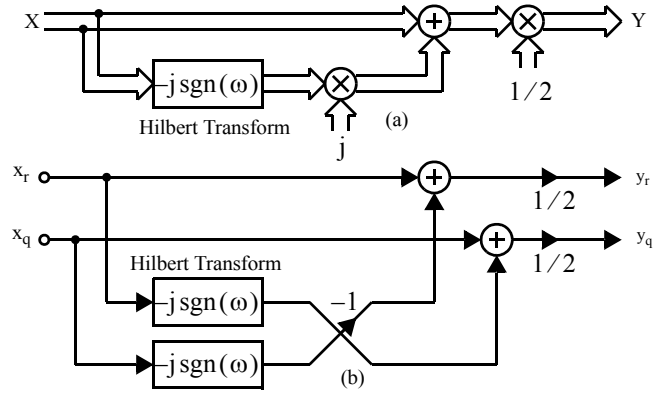 X
+
×
Y
−j sgn(ω)
×
1/2
Hilbert Transform
j
(a)
x_r
+
1/2
y_r
x_q
+
1/2
y_q
Hilbert Transform
−j sgn(ω)
−1
−j sgn(ω)
(b)